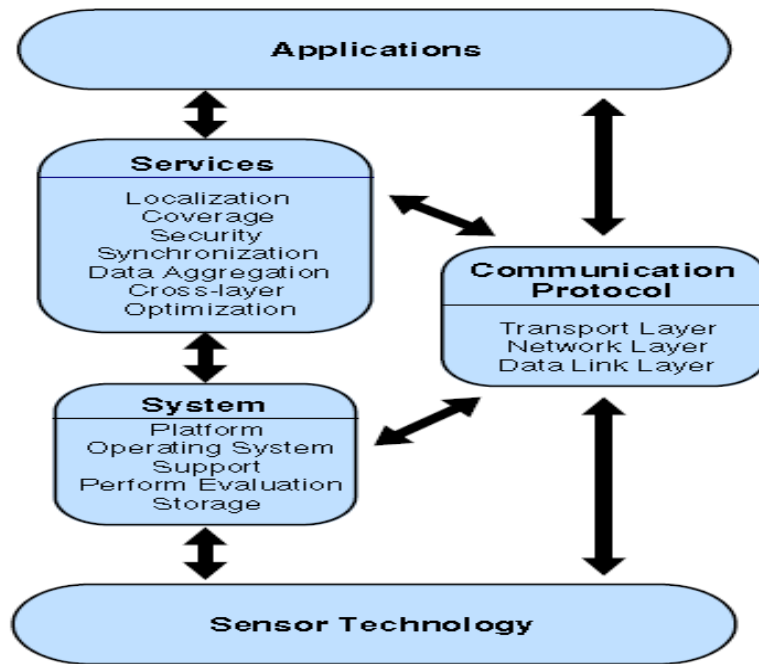 Applications
Services
Localization
Coverage
Security
Synchronization
Data Aggregation
Cross-layer
Optimization
Communication
Protocol
Transport Layer
Network Layer
Data Link Layer
System
Platform
Operating System
Support
Perform Evaluation
Storage
Sensor Technology